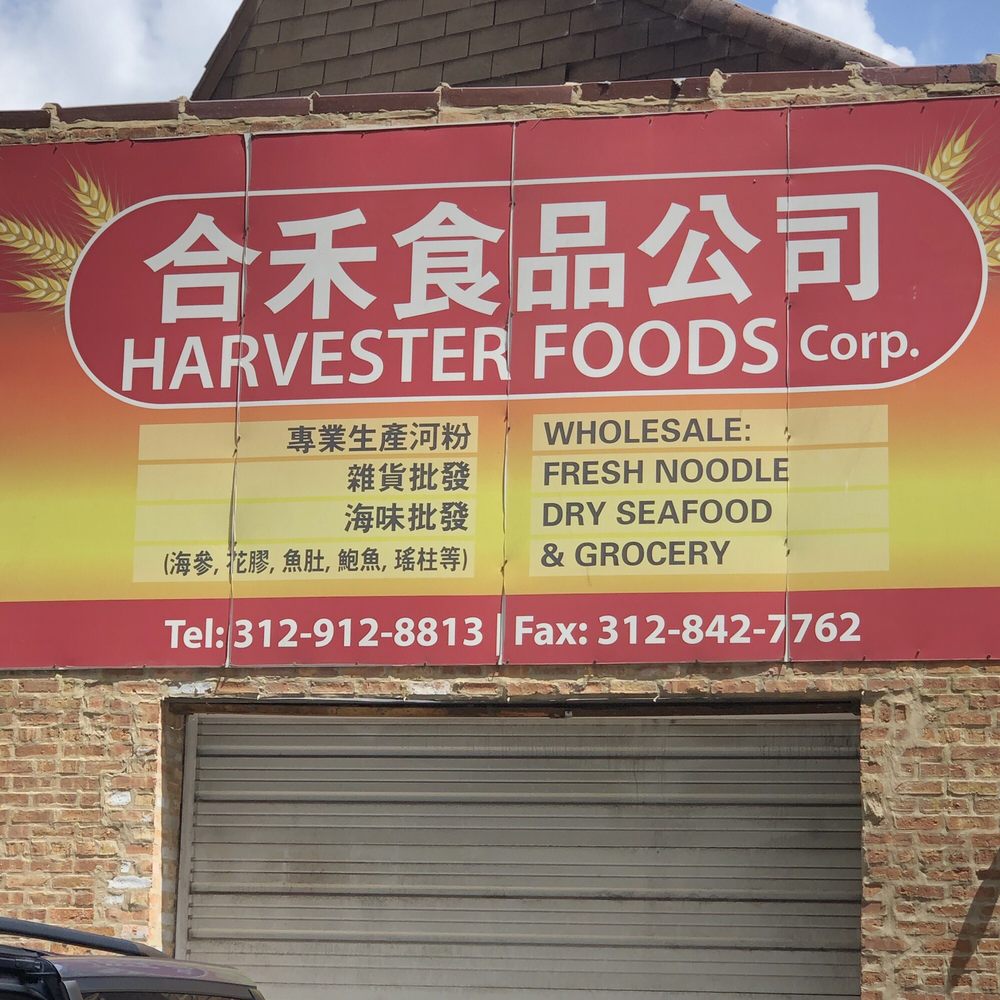 合禾食品公司
HARVESTER FOODS Corp.
專業生產河粉
雜貨批發
海味批發
(海參, 花膠, 魚肚, 鮑魚, 瑤柱等)
WHOLESALE:
FRESH NOODLE
DRY SEAFOOD
& GROCERY
Tel: 312-912-8813 | Fax: 312-842-7762